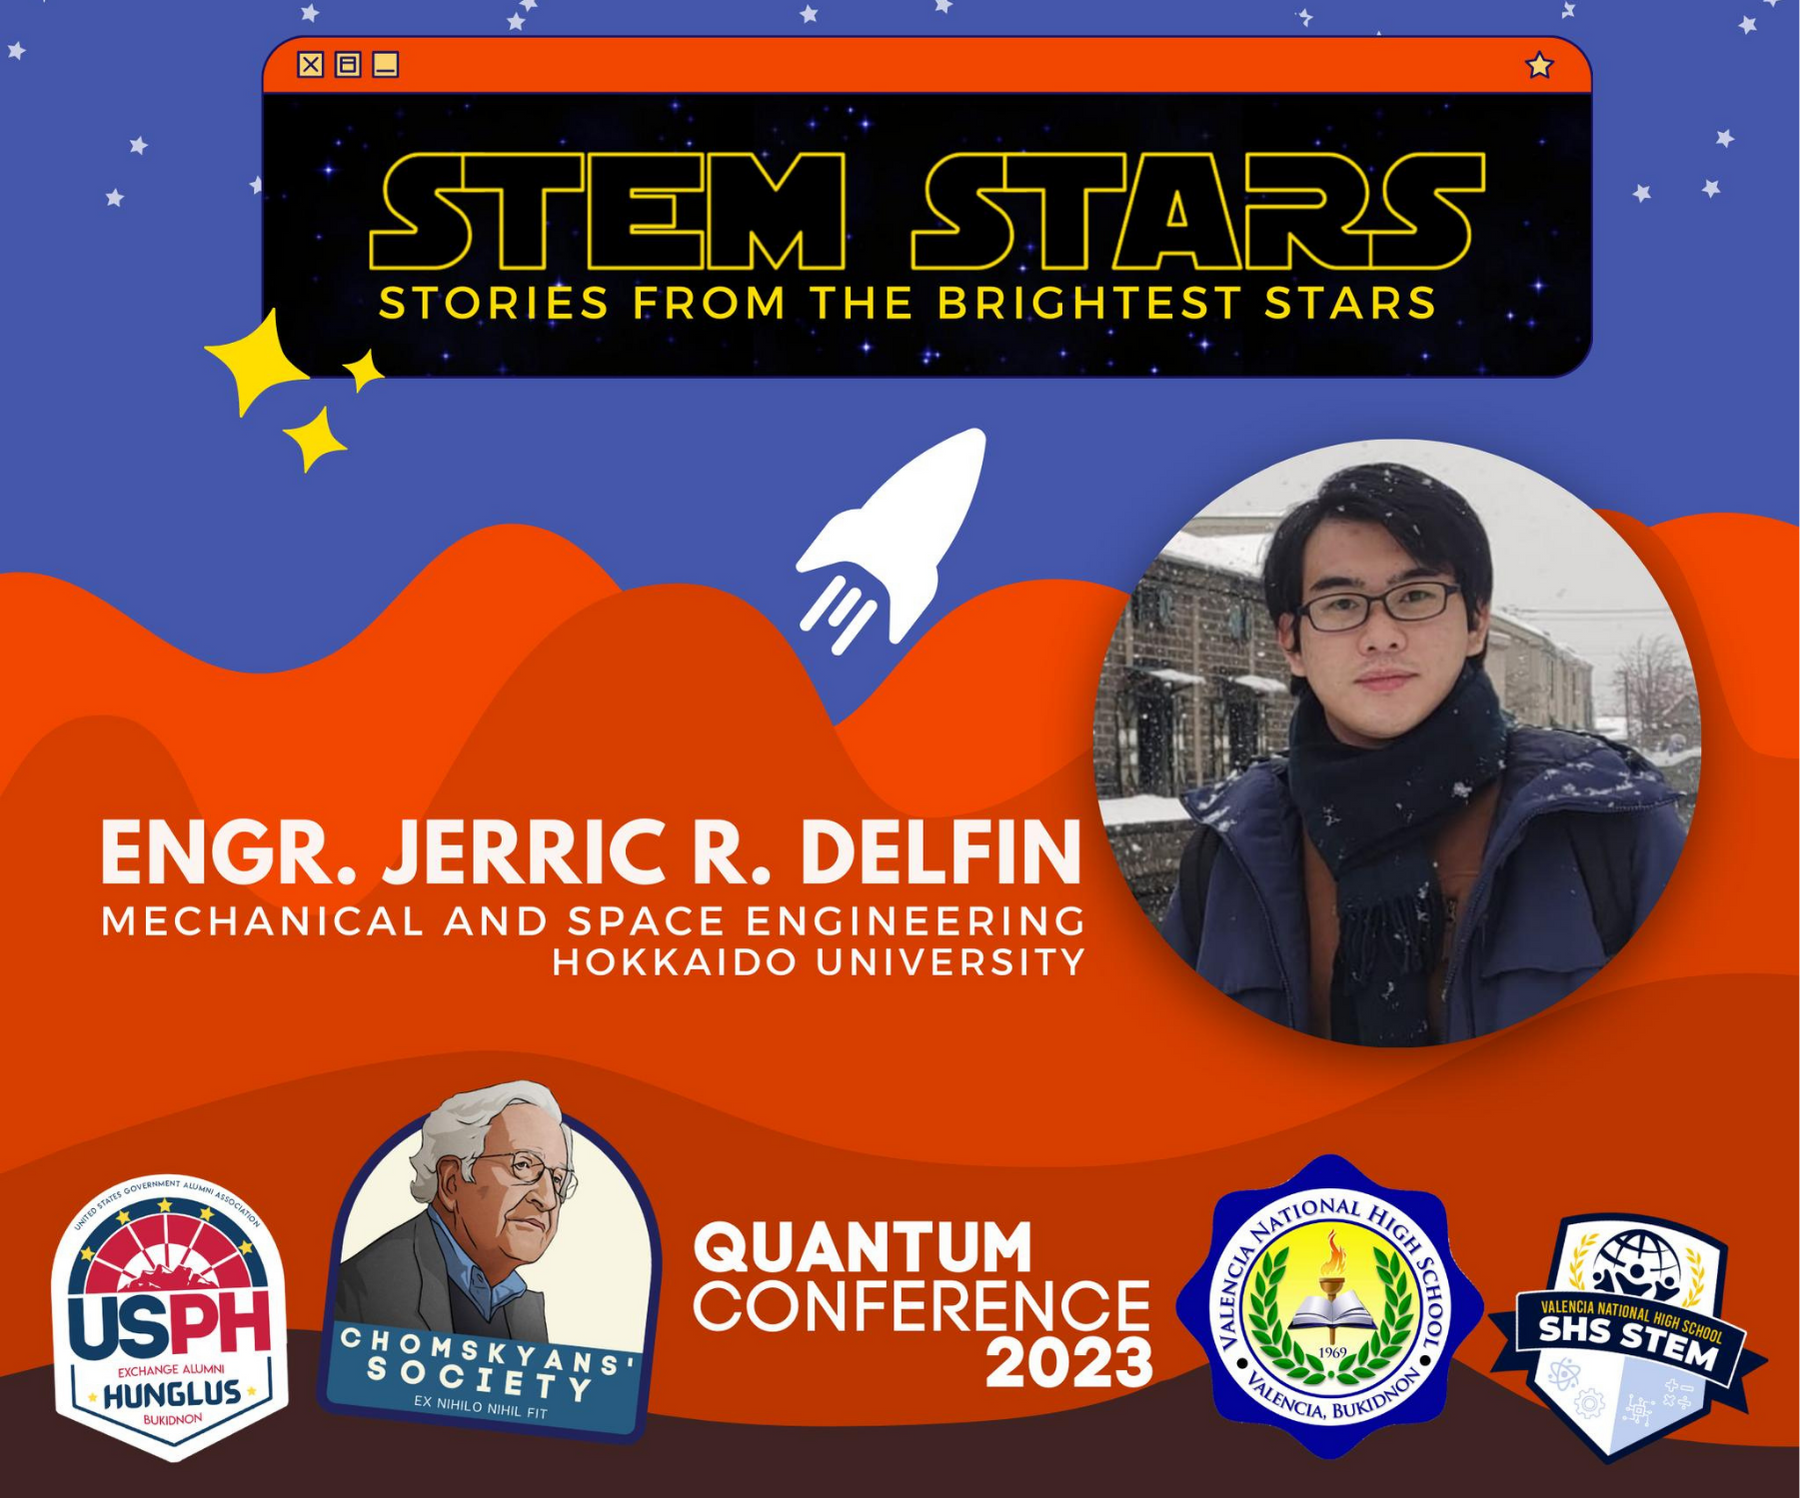 STEM STARS
STORIES FROM THE BRIGHTEST STARS
ENGR. JERRIC R. DELFIN
MECHANICAL AND SPACE ENGINEERING
HOKKAIDO UNIVERSITY
UNITED STATES GOVERNMENT ALUMNI ASSOCIATION
USPH
EXCHANGE ALUMNI
HUNGLUS
BUKIDNON
CHOMSKYANS'
SOCIETY
EX NIHILO NIHIL FIT
QUANTUM
CONFERENCE
2023
VALENCIA NATIONAL HIGH SCHOOL
1969
VALENCIA, BUKIDNON
VALENCIA NATIONAL HIGH SCHOOL
SHS STEM